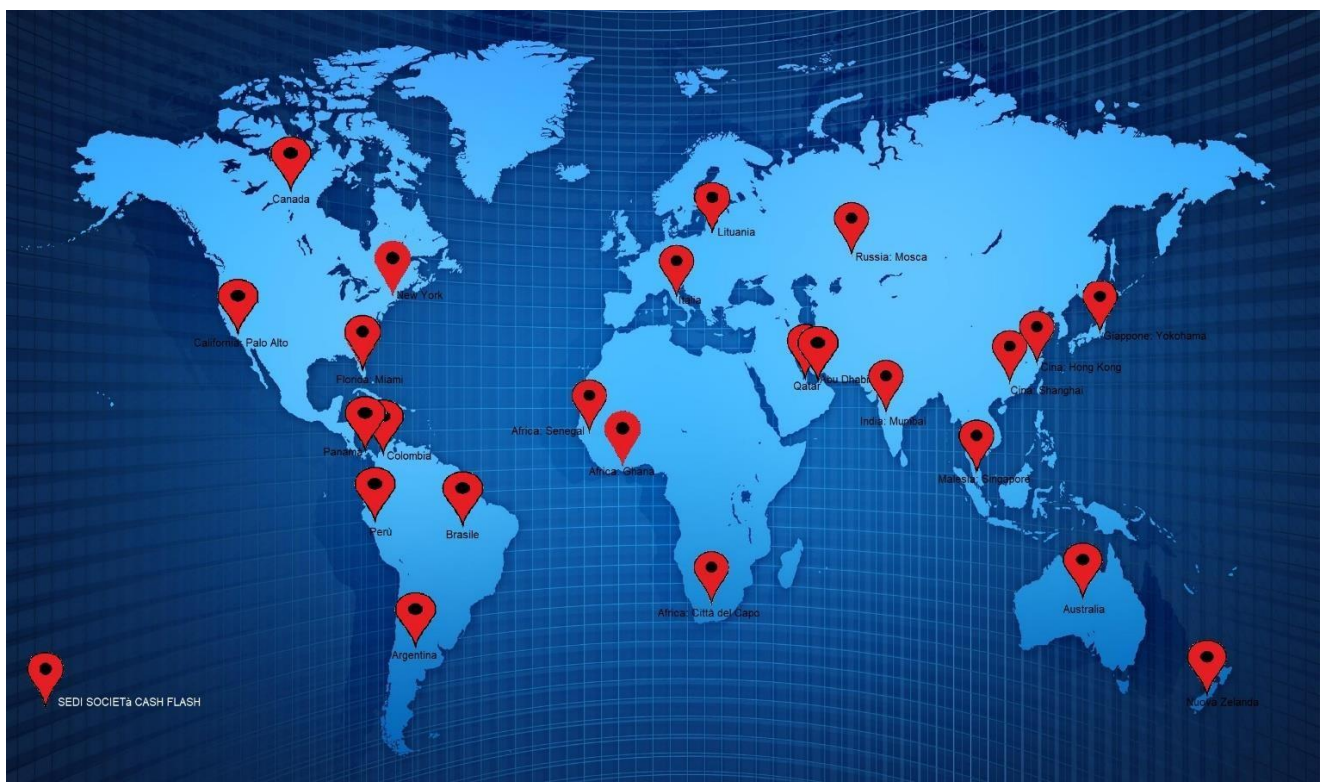 Canada
Lituania
Russia: Mosca
New York
Italia
California: Palo Alto
Giappone: Yokohama
Florida: Miami
Cina: Hong Kong
Qatar
Abu Dhabi
Cina: Shanghai
India: Mumbai
Africa: Senegal
Panama
Colombia
Africa: Ghana
Malesia: Singapore
Perù
Brasile
Africa: Città del Capo
Australia
Argentina
SEDI SOCIETà CASH FLASH
Nuova Zelanda